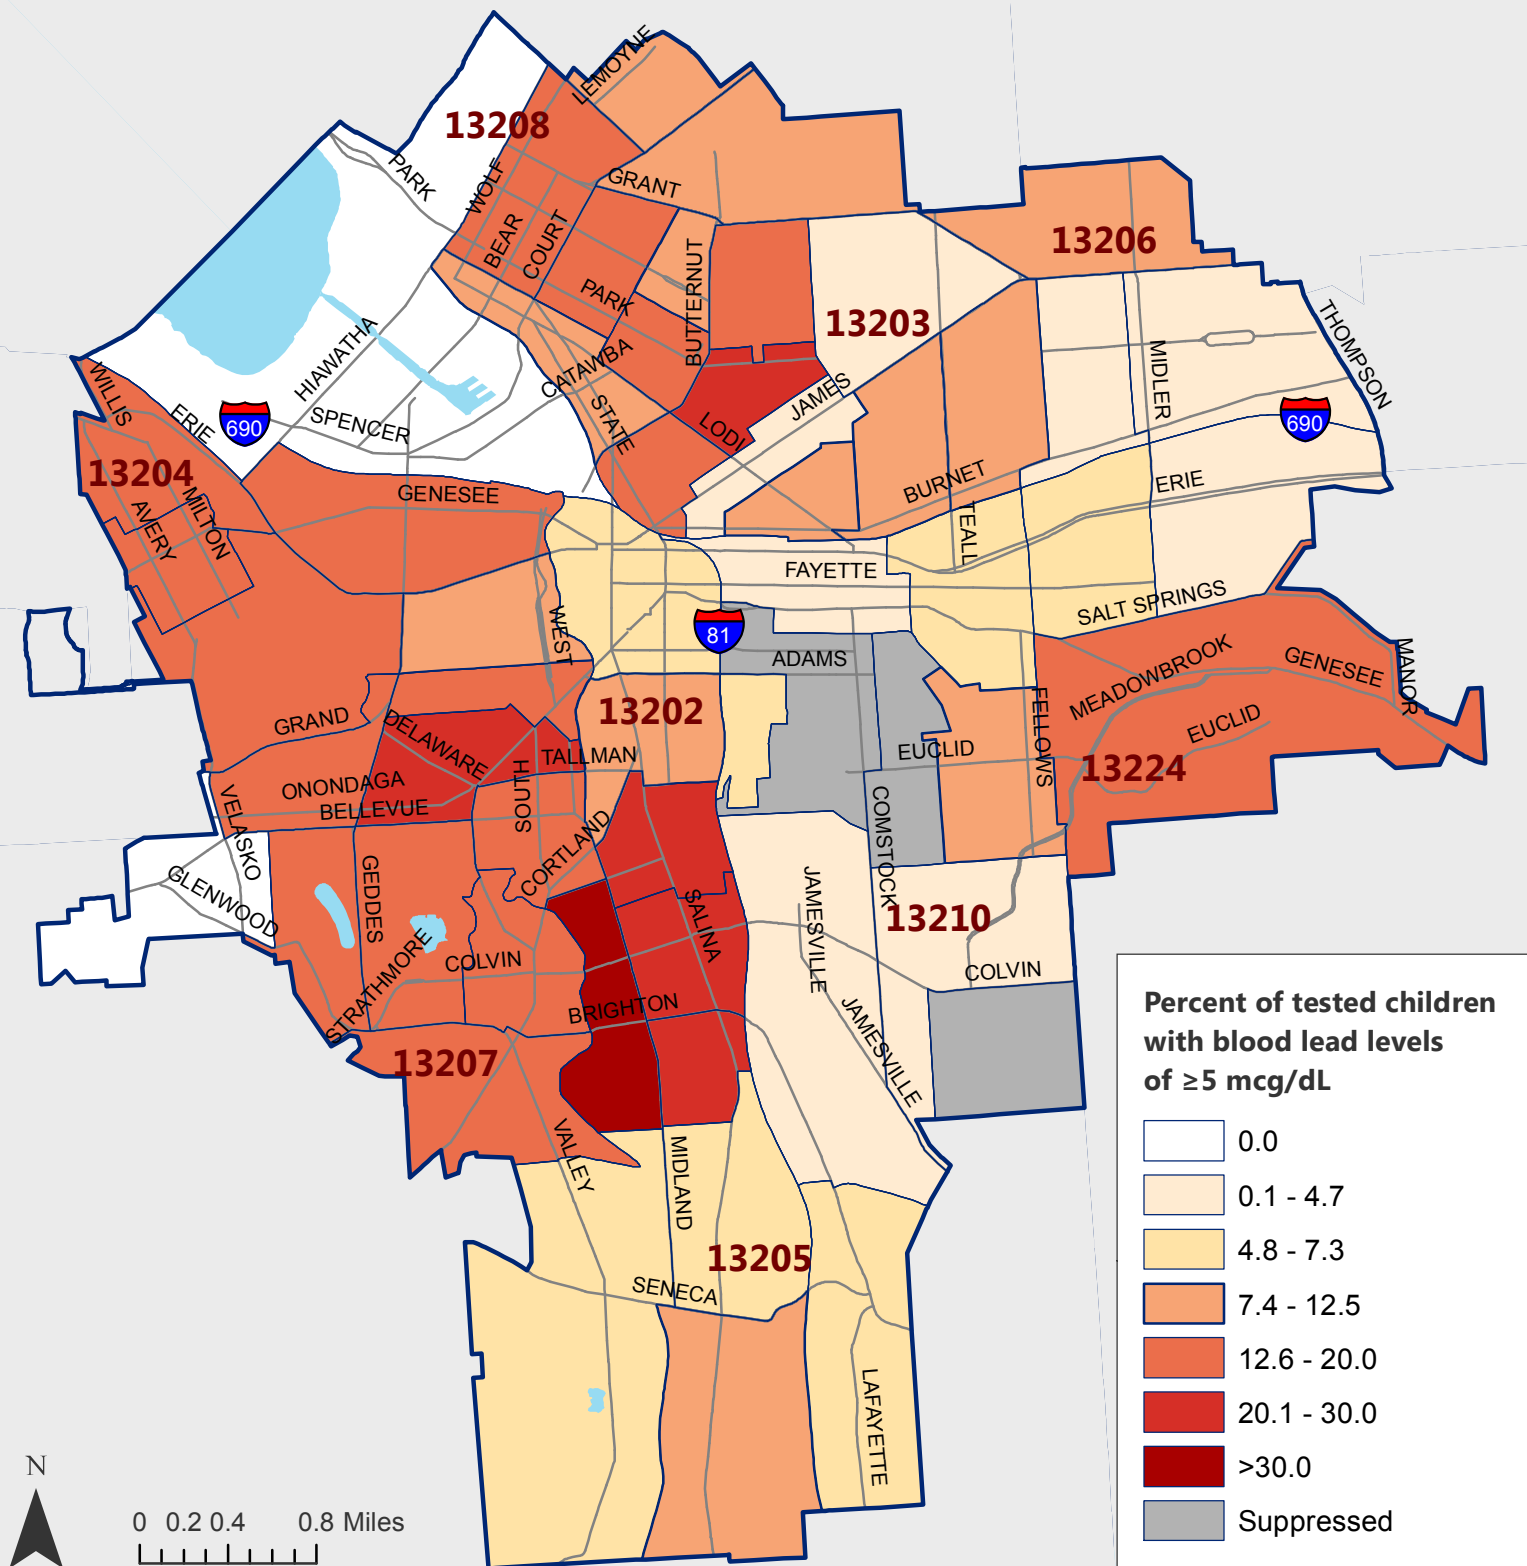 LEMOYNE
13208
PARK
WOLF
GRANT
BEAR
COURT
13206
BUTTERNUT
PARK
13203
THOMPSON
HIAWATHA
MIDLER
WILLIS
CATAWBA
JAMES
ERIE
690
SPENCER
STATE
LODI
690
13204
GENESEE
BURNET
ERIE
AVERY
MILTON
TEALL
FAYETTE
SALT SPRINGS
WEST
81
ADAMS
MEADOWBROOK
GENESEE
MANOR
GRAND
DELAWARE
13202
FELLOWS
EUCLID
TALLMAN
EUCLID
13224
ONONDAGA
SOUTH
BELLEVUE
VELASKO
COMSTOCK
CORTLAND
GLENWOOD
GEDDES
JAMESVILLE
SALINA
13210
STRATHMORE
COLVIN
COLVIN
BRIGHTON
JAMESVILLE
13207
VALLEY
MIDLAND
13205
SENECA
LAFAYETTE
Percent of tested children
with blood lead levels
of ≥5 mcg/dL
0.0
0.1 - 4.7
4.8 - 7.3
7.4 - 12.5
12.6 - 20.0
20.1 - 30.0
>30.0
Suppressed
N
0 0.2 0.4 0.8 Miles